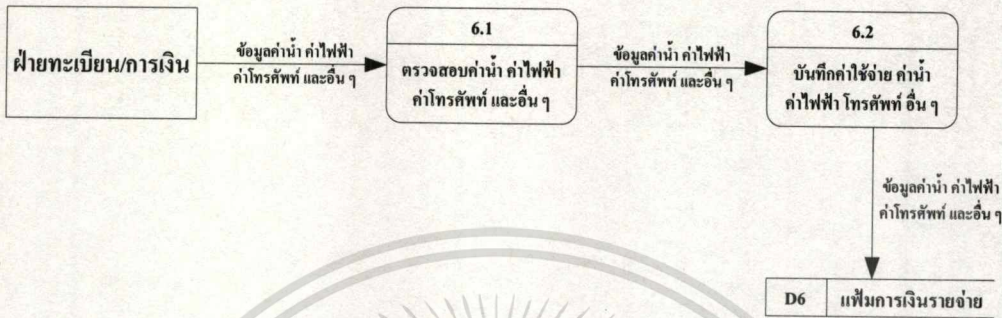 ฝ่ายทะเบียน/การเงิน
ข้อมูลค่าน้ำ ค่าไฟฟ้า
ค่าโทรศัพท์ และอื่น ๆ
6.1
ตรวจสอบค่าน้ำ ค่าไฟฟ้า
ค่าโทรศัพท์ และอื่น ๆ
ข้อมูลค่าน้ำ ค่าไฟฟ้า
ค่าโทรศัพท์ และอื่น ๆ
6.2
บันทึกค่าใช้จ่าย ค่าน้ำ
ค่าไฟฟ้า โทรศัพท์ อื่น ๆ
ข้อมูลค่าน้ำ ค่าไฟฟ้า
ค่าโทรศัพท์ และอื่น ๆ
D6 แฟ้มการเงินรายจ่าย